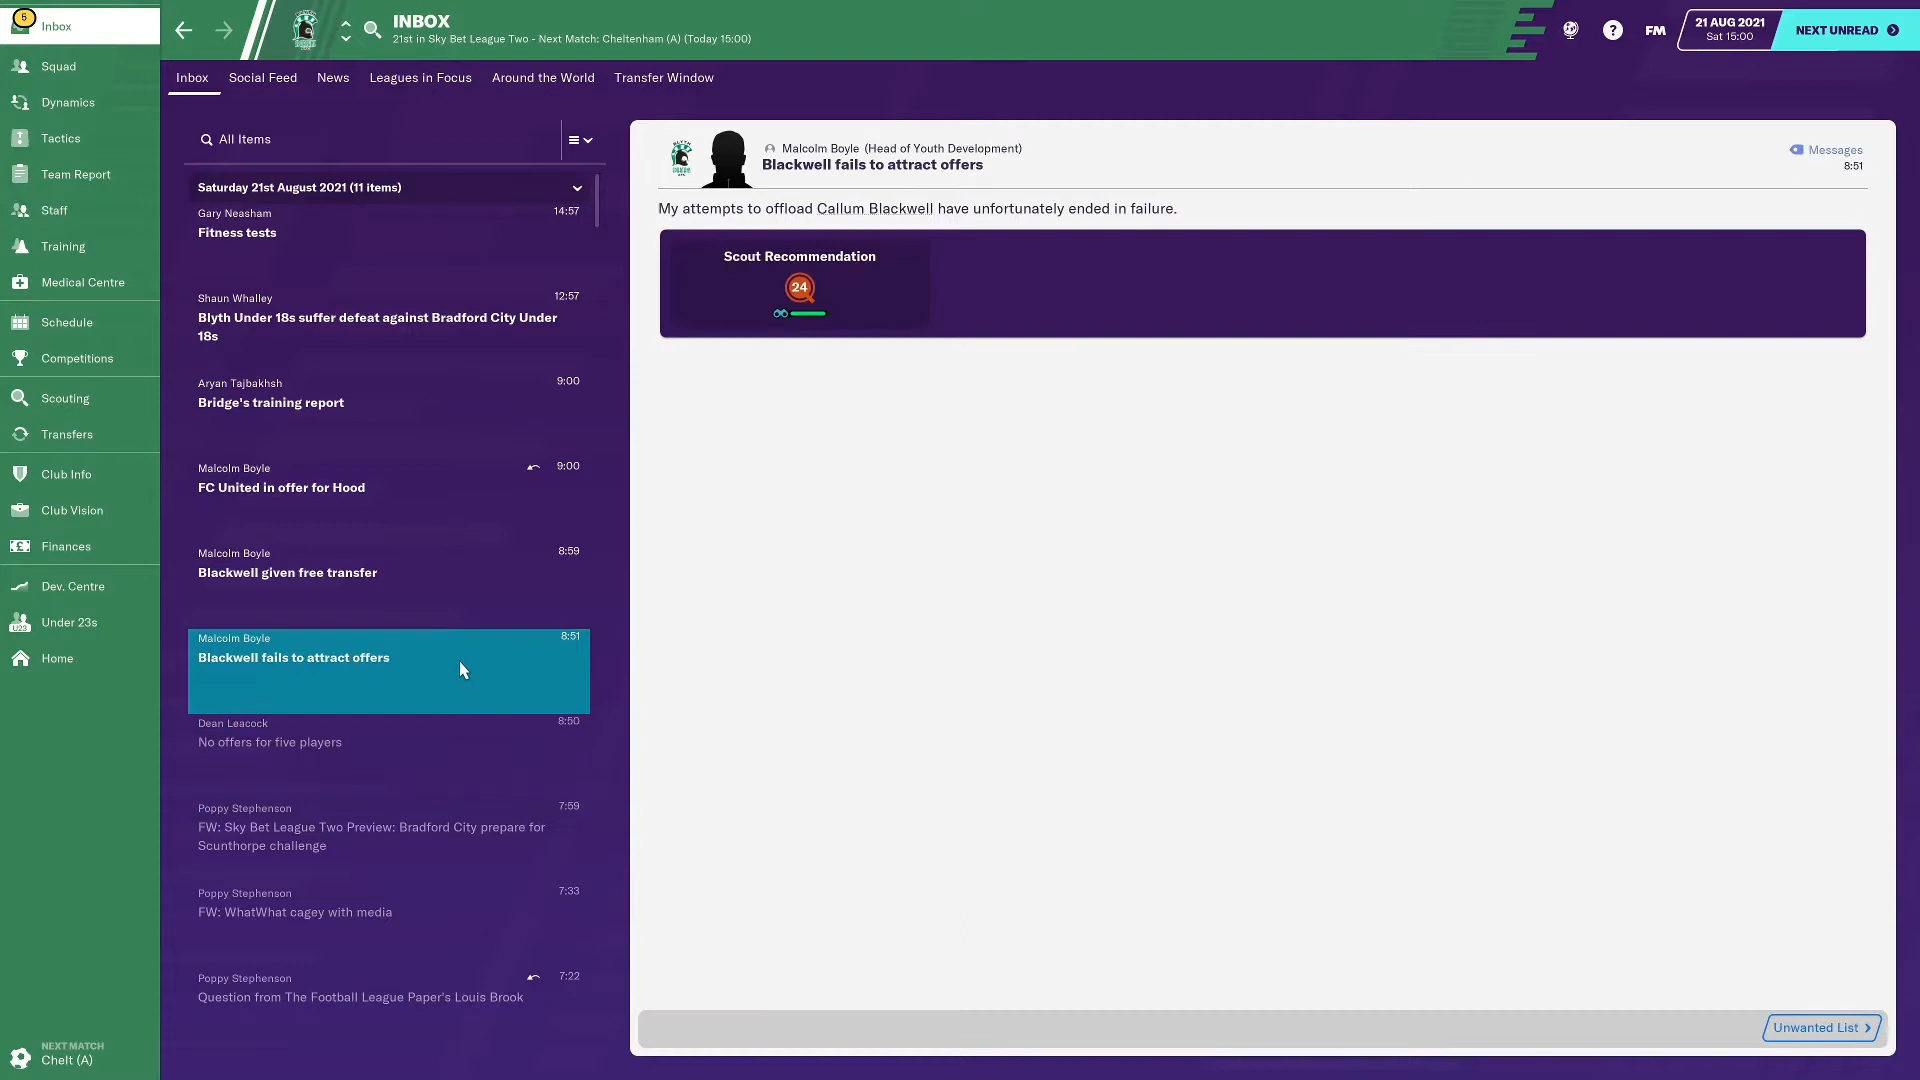 6
Inbox
Squad
Dynamics
Tactics
Team Report
Staff
Training
Medical Centre
Schedule
Competitions
Scouting
Transfers
Club Info
Club Vision
Finances
Dev. Centre
U23
Under 23s
Home
NEXT MATCH
Chelt (A)
INBOX
21st in Sky Bet League Two - Next Match: Cheltenham (A) (Today 15:00)
?
FM
21 AUG 2021
Sat 15:00
NEXT UNREAD
Inbox
Social Feed
News
Leagues in Focus
Around the World
Transfer Window
All Items
Saturday 21st August 2021 (11 items)
Gary Neasham 14:57
Fitness tests
Shaun Whalley 12:57
Blyth Under 18s suffer defeat against Bradford City Under
18s
Aryan Tajbakhsh 9:00
Bridge's training report
Malcolm Boyle 9:00
FC United in offer for Hood
Malcolm Boyle 8:59
Blackwell given free transfer
Malcolm Boyle 8:51
Blackwell fails to attract offers
Dean Leacock 8:50
No offers for five players
Poppy Stephenson 7:59
FW: Sky Bet League Two Preview: Bradford City prepare for
Scunthorpe challenge
Poppy Stephenson 7:33
FW: WhatWhat cagey with media
Poppy Stephenson 7:22
Question from The Football League Paper's Louis Brook
Malcolm Boyle (Head of Youth Development)
Blackwell fails to attract offers
Messages
8:51
My attempts to offload Callum Blackwell have unfortunately ended in failure.
Scout Recommendation
24
Unwanted List